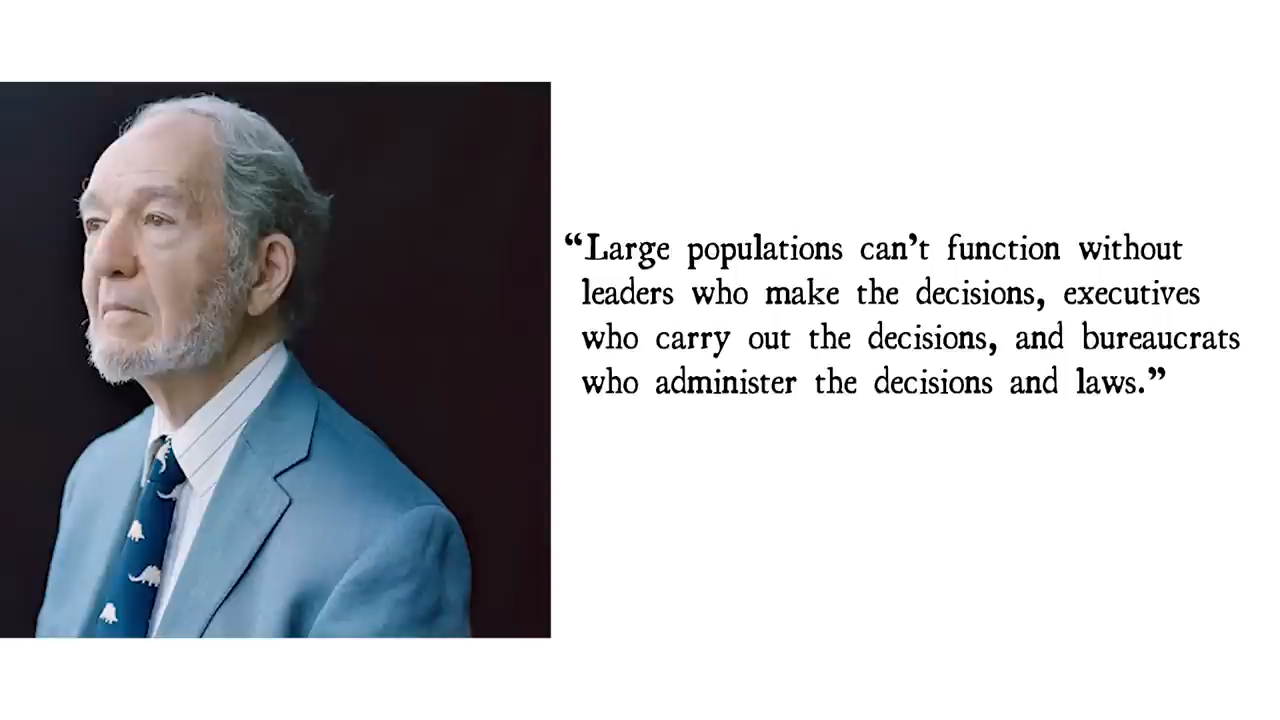 “Large populations can’t function without
leaders who make the decisions, executives
who carry out the decisions, and bureaucrats
who administer the decisions and laws.”